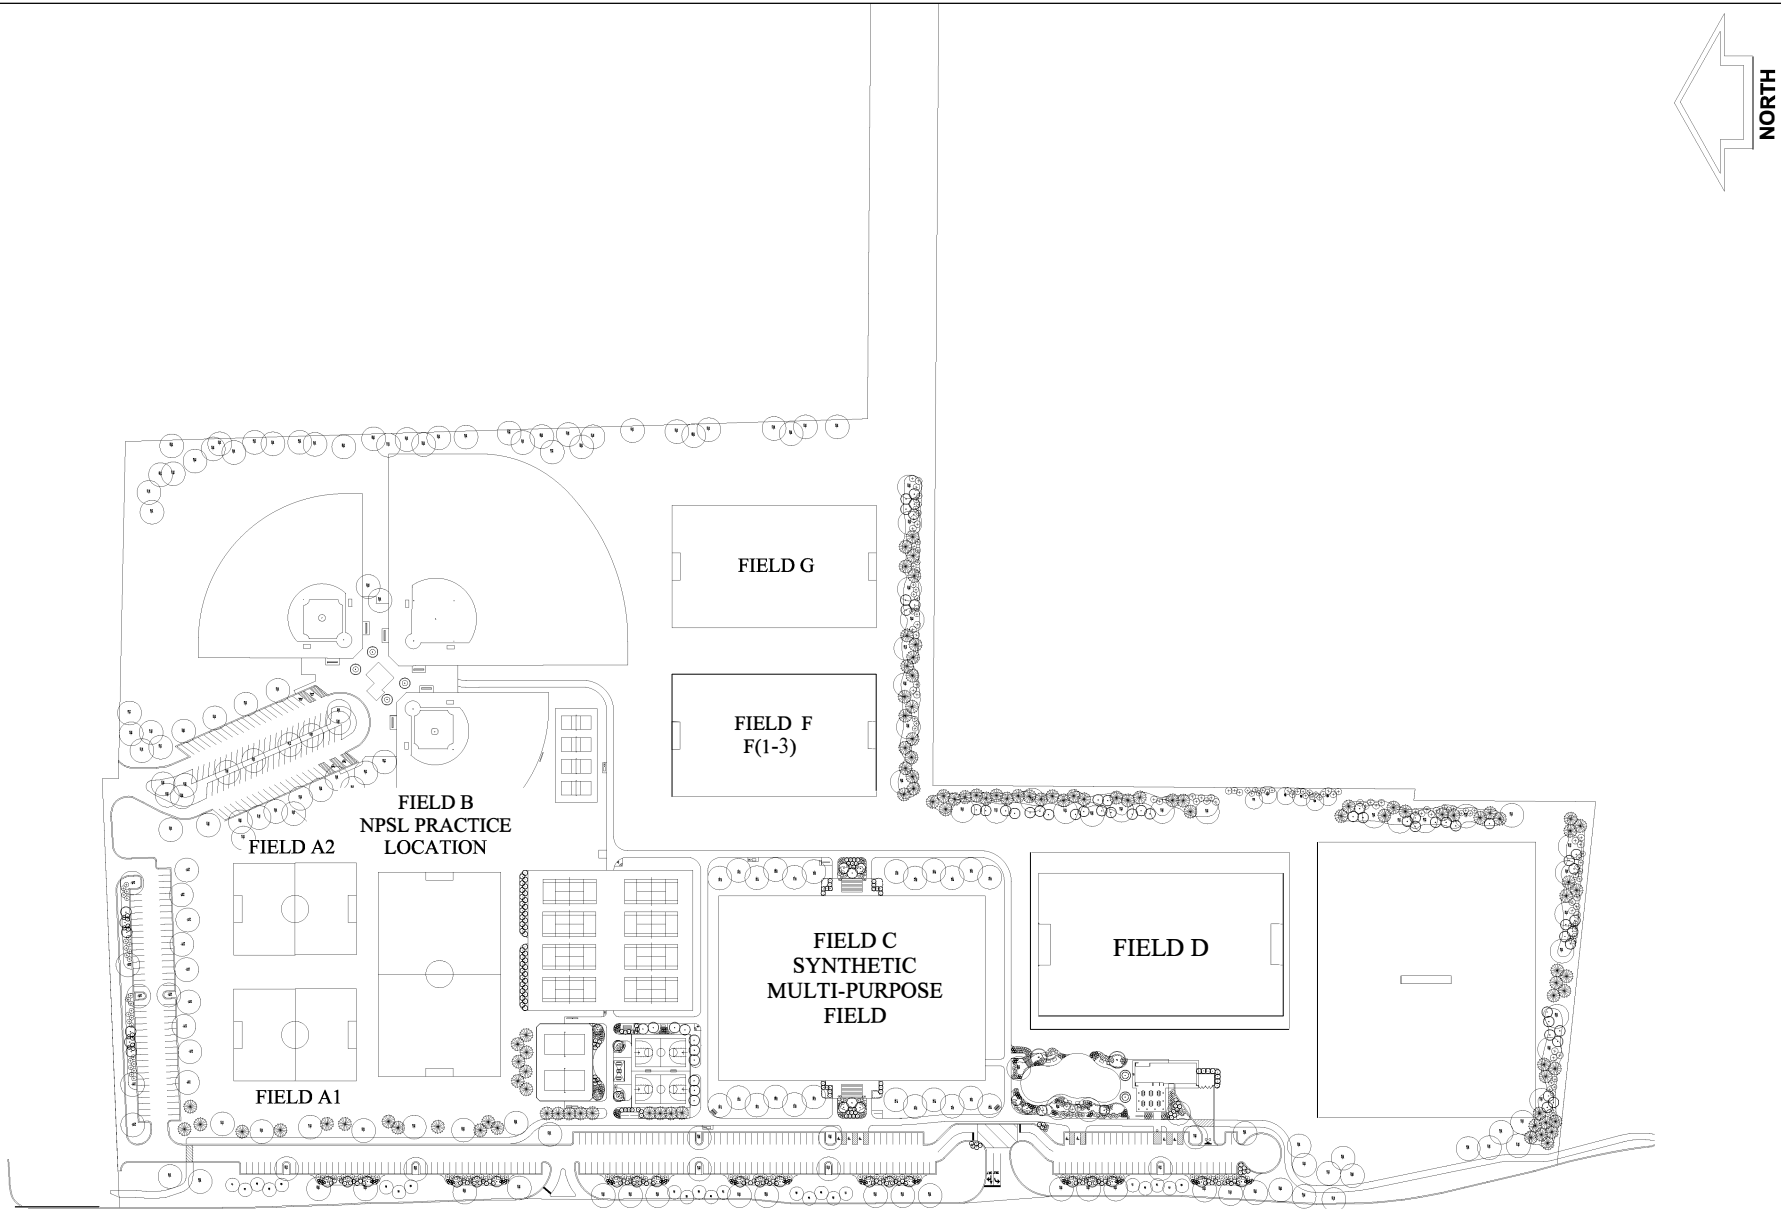 NORTH
FIELD G
FIELD F
F(1-3)
FIELD B
NPSL PRACTICE
LOCATION
FIELD A2
FIELD C
SYNTHETIC
MULTI-PURPOSE
FIELD
FIELD D
FIELD A1